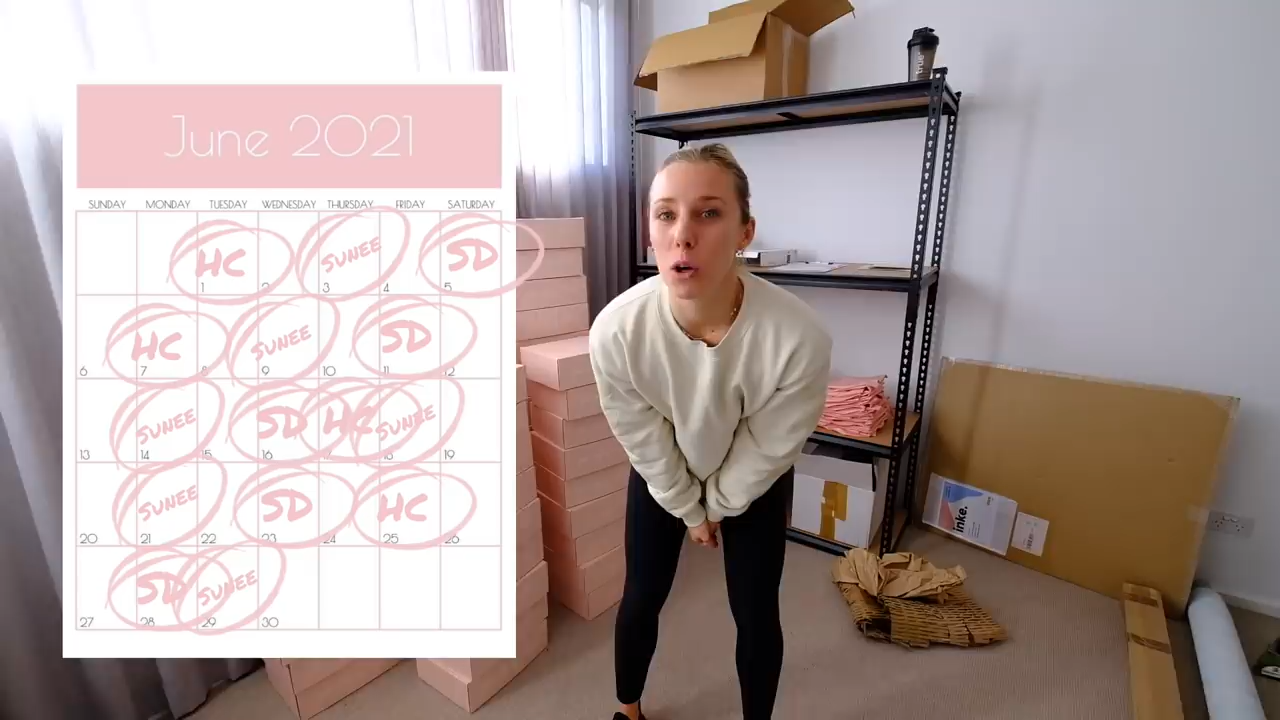 June 2021
SUNDAY MONDAY TUESDAY WEDNESDAY THURSDAY FRIDAY SATURDAY
HC SUNEE SD
1 2 3 4 5
HC SUNEE SD
6 7 8 9 10 11 12
SUNEE SD HC SUNEE
13 14 15 16 17 18 19
SUNEE SD HC
20 21 22 23 24 25 26
SD SUNEE
27 28 29 30
true
inke.